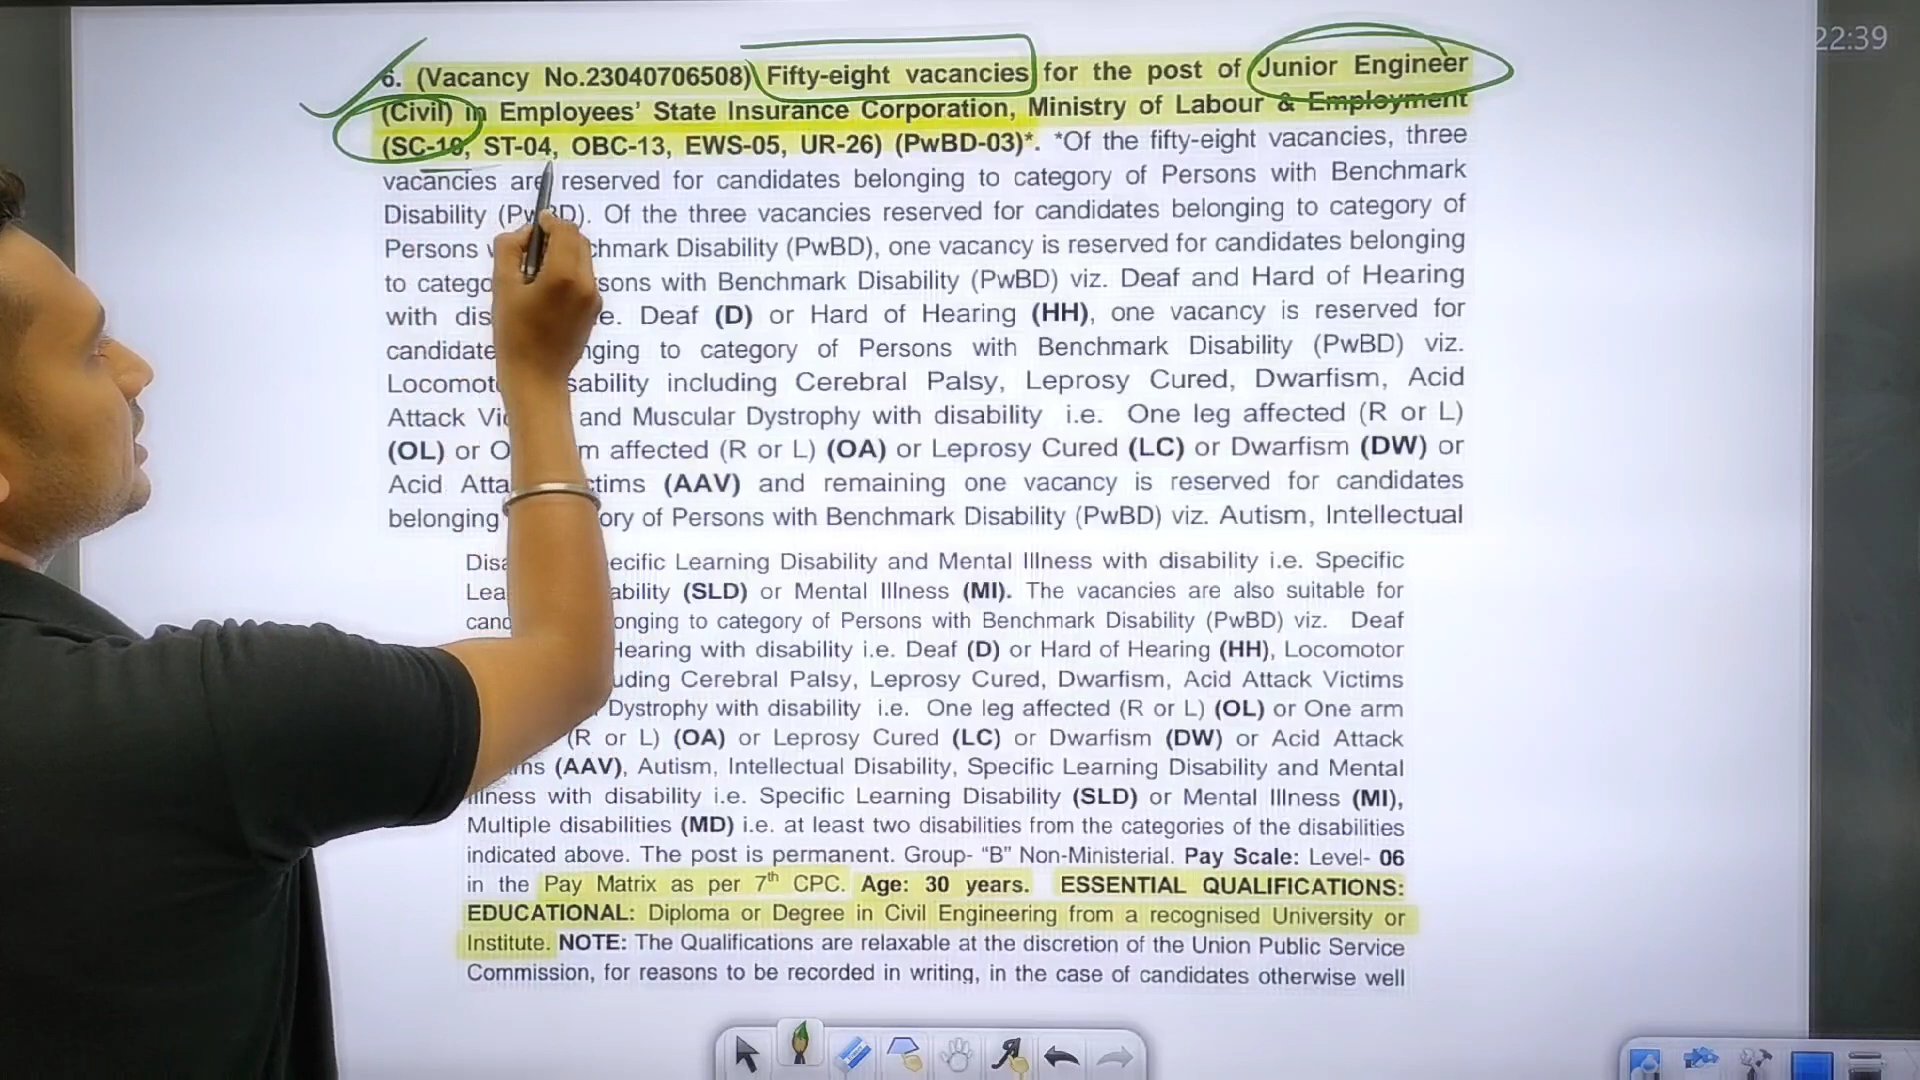 22:39
6. (Vacancy No.23040706508) Fifty-eight vacancies for the post of Junior Engineer
(Civil) in Employees' State Insurance Corporation, Ministry of Labour & Employment
(SC-10, ST-04, OBC-13, EWS-05, UR-26) (PwBD-03)*. *Of the fifty-eight vacancies, three
vacancies are reserved for candidates belonging to category of Persons with Benchmark
Disability (PwBD). Of the three vacancies reserved for candidates belonging to category of
Persons chmark Disability (PwBD), one vacancy is reserved for candidates belonging
to catego sons with Benchmark Disability (PwBD) viz. Deaf and Hard of Hearing
with dis e. Deaf (D) or Hard of Hearing (HH), one vacancy is reserved for
candidate nging to category of Persons with Benchmark Disability (PwBD) viz.
Locomot sability including Cerebral Palsy, Leprosy Cured, Dwarfism, Acid
Attack Vic and Muscular Dystrophy with disability i.e. One leg affected (R or L)
(OL) or O m affected (R or L) (OA) or Leprosy Cured (LC) or Dwarfism (DW) or
Acid Atta tims (AAV) and remaining one vacancy is reserved for candidates
belonging ory of Persons with Benchmark Disability (PwBD) viz. Autism, Intellectual
Disa ecific Learning Disability and Mental Illness with disability i.e. Specific
Lea ability (SLD) or Mental Illness (MI). The vacancies are also suitable for
cand onging to category of Persons with Benchmark Disability (PwBD) viz. Deaf
Hearing with disability i.e. Deaf (D) or Hard of Hearing (HH), Locomotor
uding Cerebral Palsy, Leprosy Cured, Dwarfism, Acid Attack Victims
Dystrophy with disability i.e. One leg affected (R or L) (OL) or One arm
(R or L) (OA) or Leprosy Cured (LC) or Dwarfism (DW) or Acid Attack
ms (AAV), Autism, Intellectual Disability, Specific Learning Disability and Mental
Illness with disability i.e. Specific Learning Disability (SLD) or Mental Illness (MI),
Multiple disabilities (MD) i.e. at least two disabilities from the categories of the disabilities
indicated above. The post is permanent. Group- “B” Non-Ministerial. Pay Scale: Level- 06
in the Pay Matrix as per 7th CPC. Age: 30 years. ESSENTIAL QUALIFICATIONS:
EDUCATIONAL: Diploma or Degree in Civil Engineering from a recognised University or
Institute. NOTE: The Qualifications are relaxable at the discretion of the Union Public Service
Commission, for reasons to be recorded in writing, in the case of candidates otherwise well